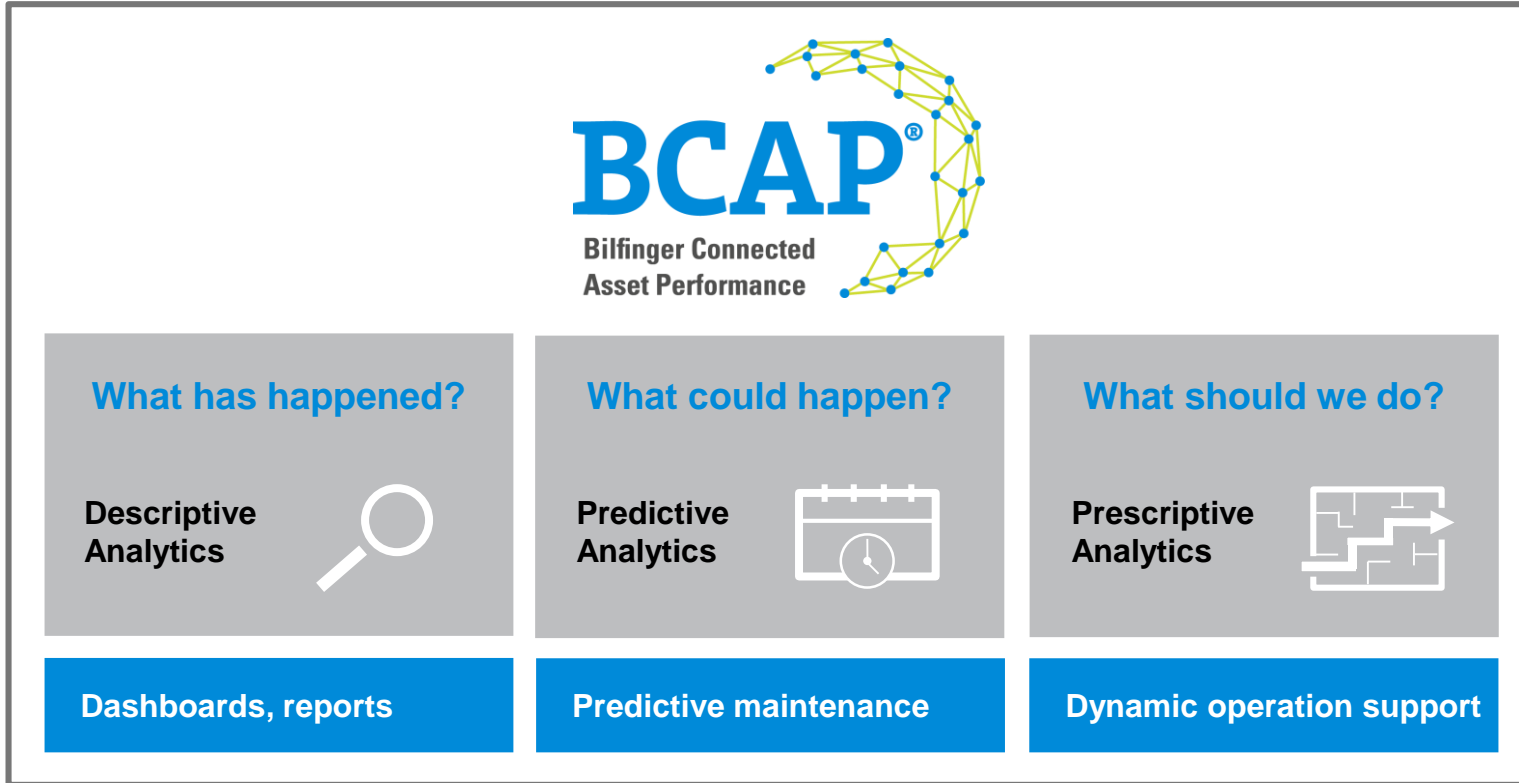 BCAP®
Bilfinger Connected
Asset Performance
What has happened?
Descriptive
Analytics
Dashboards, reports
What could happen?
Predictive
Analytics
Predictive maintenance
What should we do?
Prescriptive
Analytics
Dynamic operation support